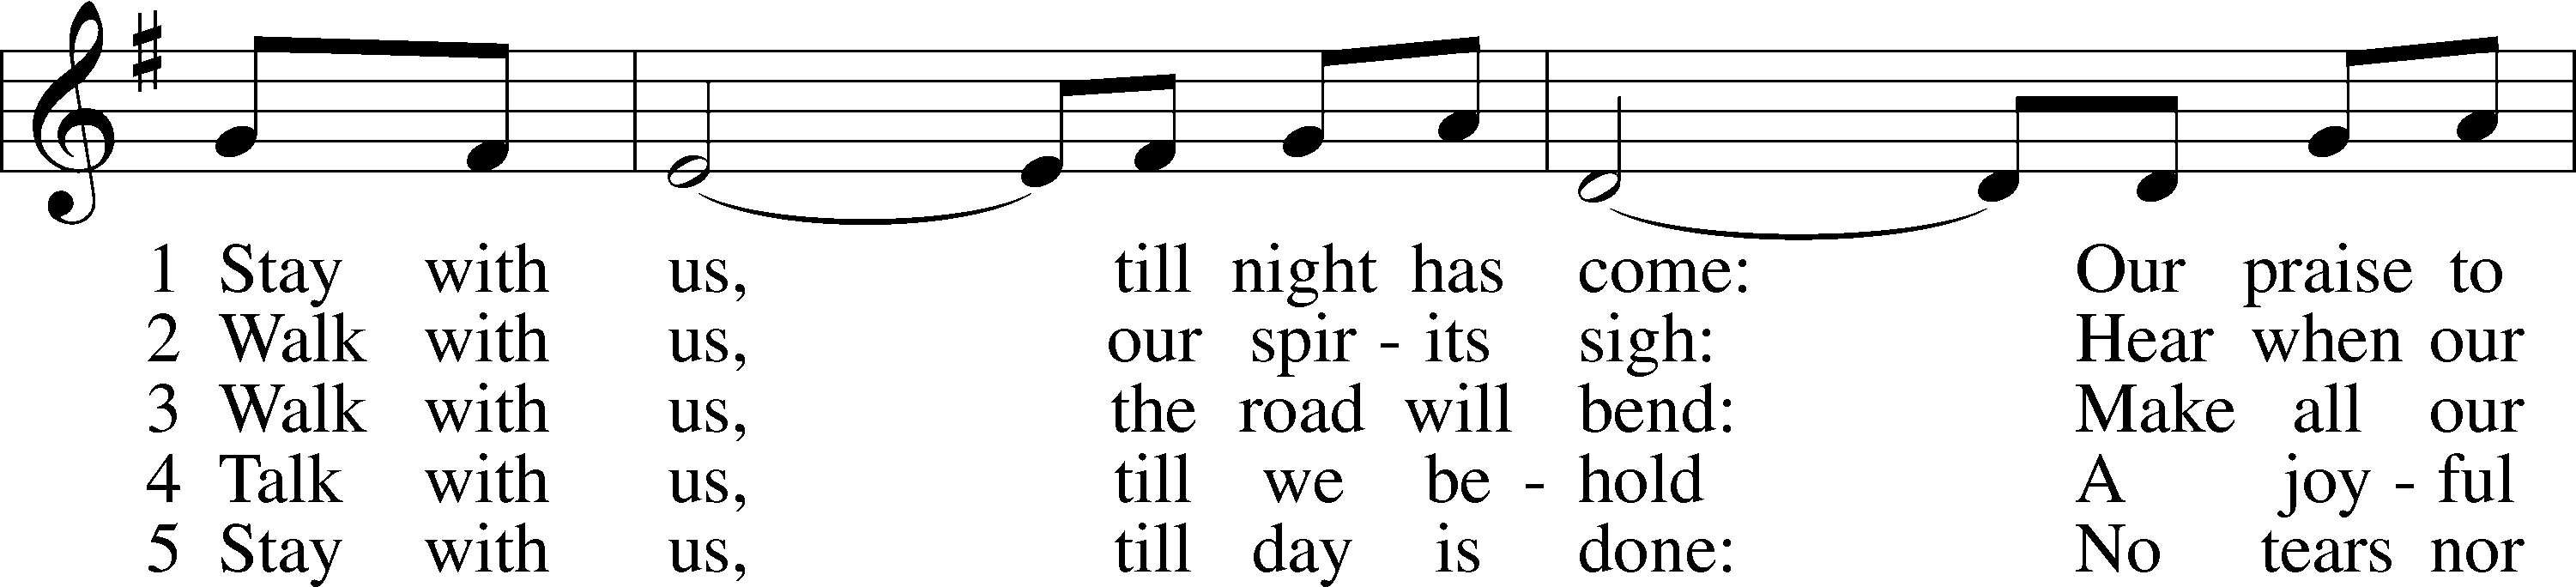 1 Stay with us, till night has come: Our praise to
2 Walk with us, our spir - its sigh: Hear when our
3 Walk with us, the road will bend: Make all our
4 Talk with us, till we be - hold A joy - ful
5 Stay with us, till day is done: No tears nor